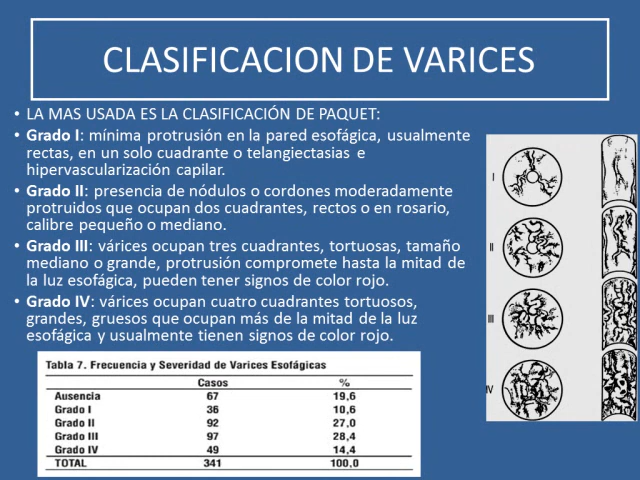 CLASIFICACION DE VARICES
• LA MAS USADA ES LA CLASIFICACIÓN DE PAQUET:
• Grado I: mínima protrusión en la pared esofágica, usualmente
rectas, en un solo cuadrante o telangiectasias e
hipervascularización capilar.
• Grado II: presencia de nódulos o cordones moderadamente
protruidos que ocupan dos cuadrantes, rectos o en rosario,
calibre pequeño o mediano.
• Grado III: várices ocupan tres cuadrantes, tortuosas, tamaño
mediano o grande, protrusión compromete hasta la mitad de
la luz esofágica, pueden tener signos de color rojo.
• Grado IV: várices ocupan cuatro cuadrantes tortuosos,
grandes, gruesos que ocupan más de la mitad de la luz
esofágica y usualmente tienen signos de color rojo.
I
II
III
IV
Tabla 7. Frecuencia y Severidad de Varices Esofágicas
Casos %
Ausencia 67 19,6
Grado I 36 10,6
Grado II 92 27,0
Grado III 97 28,4
Grado IV 49 14,4
TOTAL 341 100,0